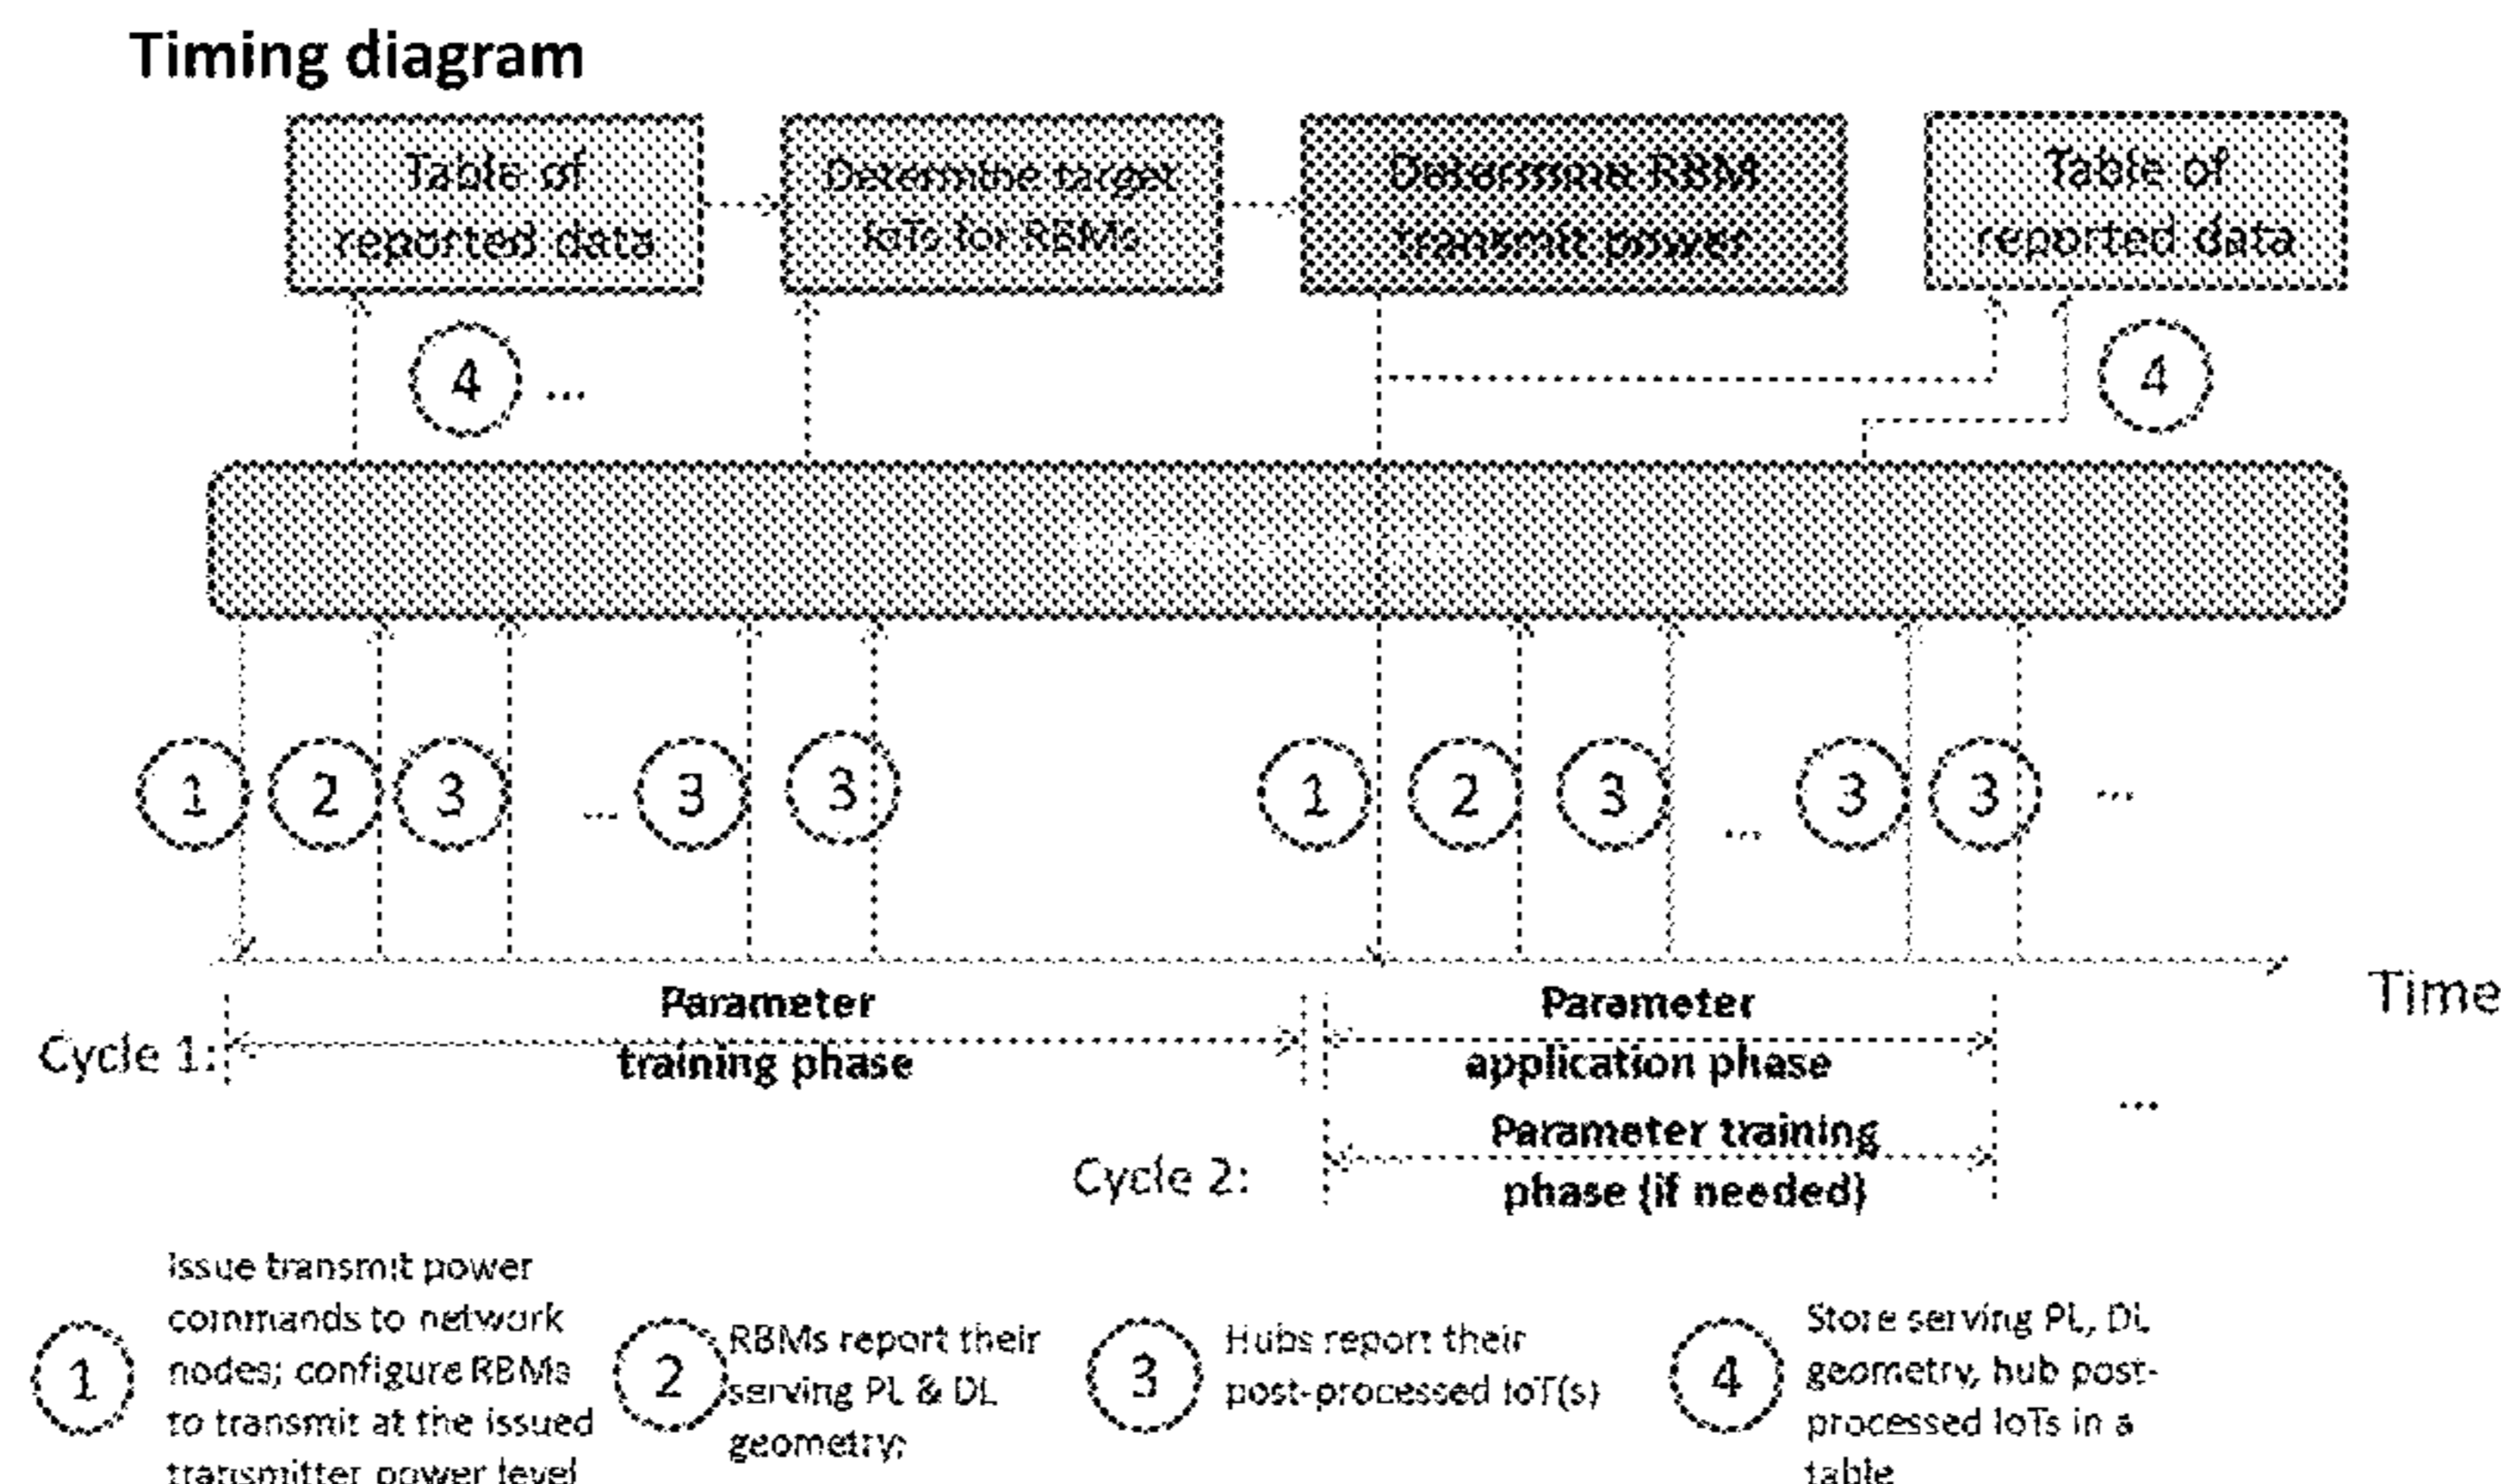 Timing diagram
Table of
reported data
Determine target
IoTs for RBMs
Determine RBM
transmit power
Table of
reported data
4
...
4
1
2
3
...
3
3
1
2
3
...
3
3
...
Time
Cycle 1:
Parameter
training phase
Parameter
application phase
...
Cycle 2:
Parameter training
phase (if needed)
1
Issue transmit power
commands to network
nodes; configure RBMs
to transmit at the issued
transmitter power level
2
RBMs report their
serving PL & DL
geometry;
3
Hubs report their
post-processed IoT(s)
4
Store serving PL, DL
geometry, hub post-
processed IoTs in a
table